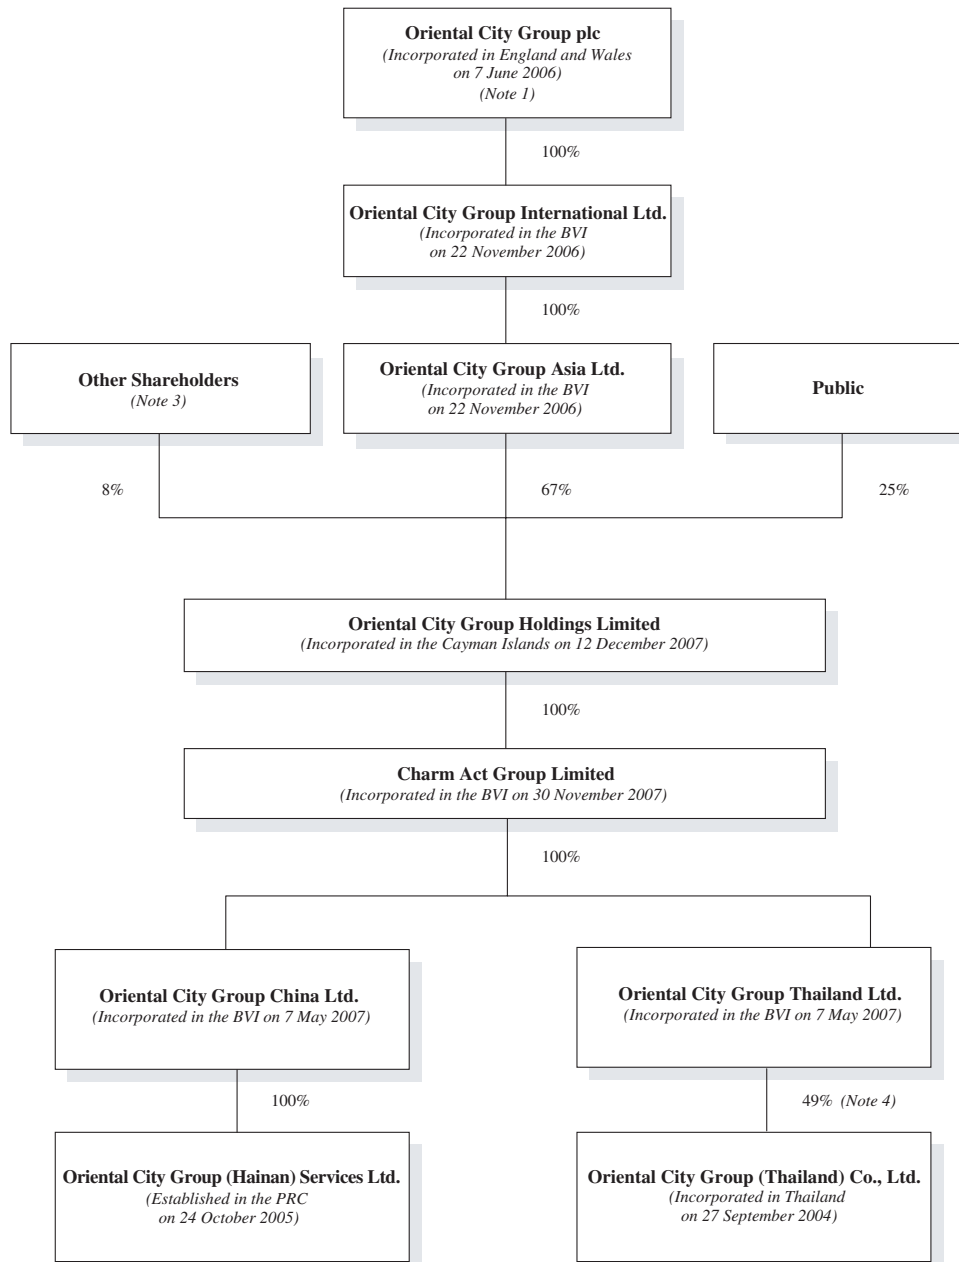 Oriental City Group plc
(Incorporated in England and Wales
on 7 June 2006)
(Note 1)
100%
Oriental City Group International Ltd.
(Incorporated in the BVI
on 22 November 2006)
100%
Other Shareholders
(Note 3)
Oriental City Group Asia Ltd.
(Incorporated in the BVI
on 22 November 2006)
Public
8%
67%
25%
Oriental City Group Holdings Limited
(Incorporated in the Cayman Islands on 12 December 2007)
100%
Charm Act Group Limited
(Incorporated in the BVI on 30 November 2007)
100%
Oriental City Group China Ltd.
(Incorporated in the BVI on 7 May 2007)
Oriental City Group Thailand Ltd.
(Incorporated in the BVI on 7 May 2007)
100%
49% (Note 4)
Oriental City Group (Hainan) Services Ltd.
(Established in the PRC
on 24 October 2005)
Oriental City Group (Thailand) Co., Ltd.
(Incorporated in Thailand
on 27 September 2004)